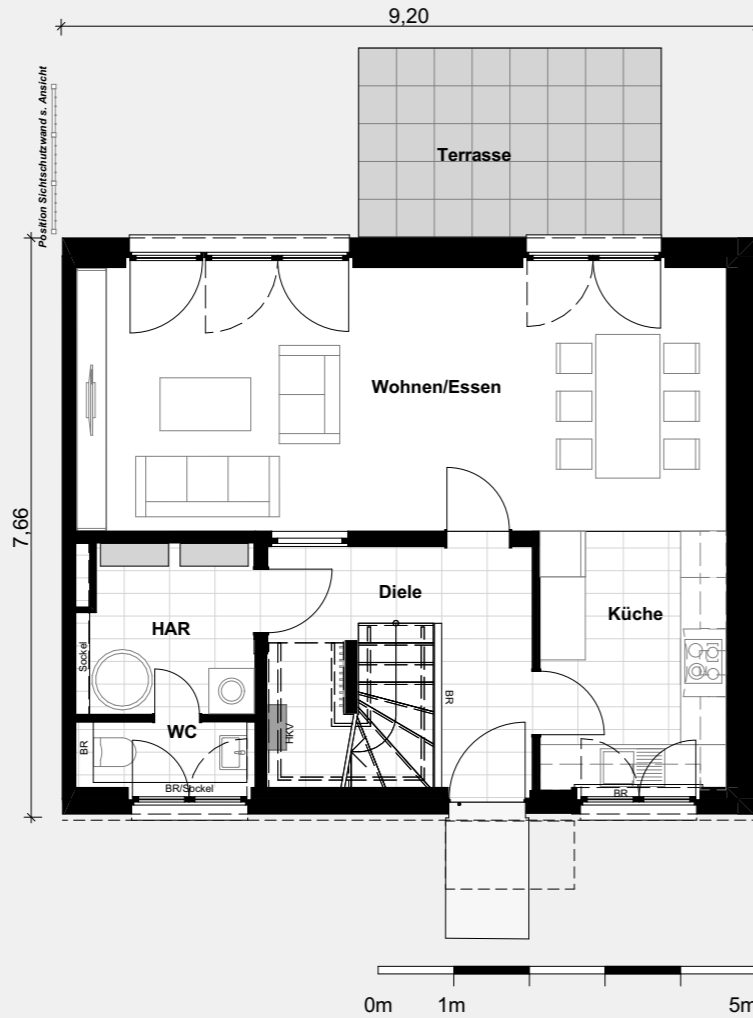 9,20
Position Sichtschutzwand s. Ansicht
Terrasse
Wohnen/Essen
7,66
Diele
Küche
HAR
Sockel
WC
BR
BR
HKV
BR/Sockel
BR
0m 1m 5m